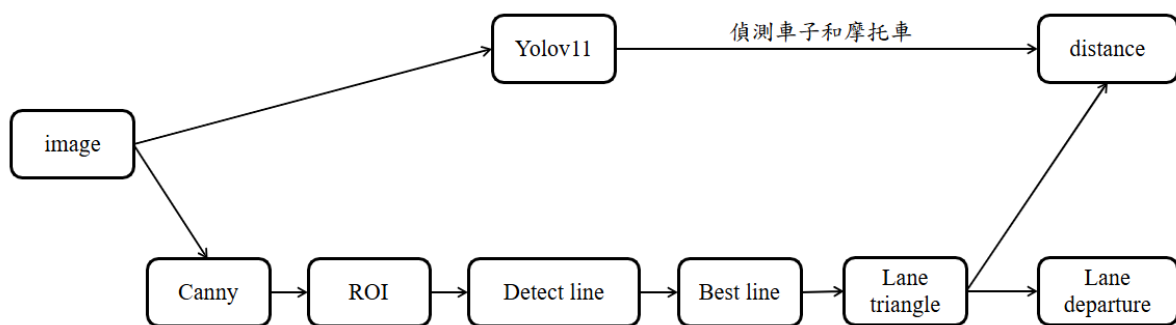 Yolov11
偵測車子和摩托車
distance
image
Canny
ROI
Detect line
Best line
Lane
triangle
Lane
departure